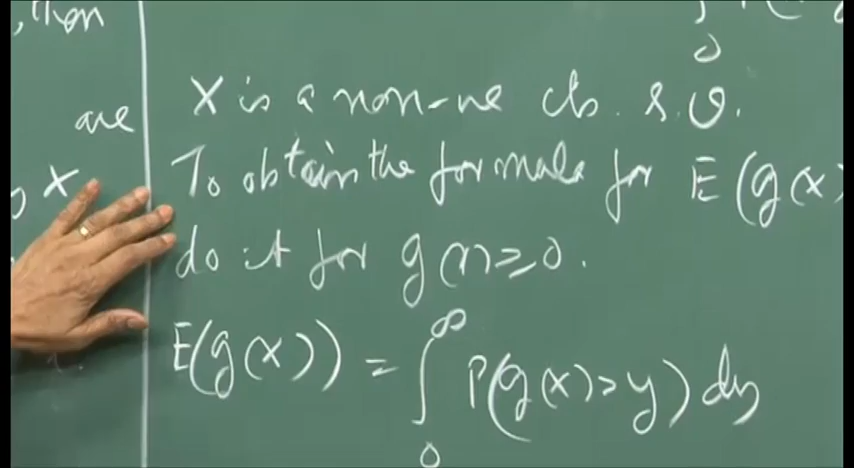 , then
are
x
X is a non-ve cts. r.v.
To obtain the formula for E(g(x)
do it for g(x) ≥ 0.
E(g(x)) = ∫₀^∞ P(g(x) > y) dy